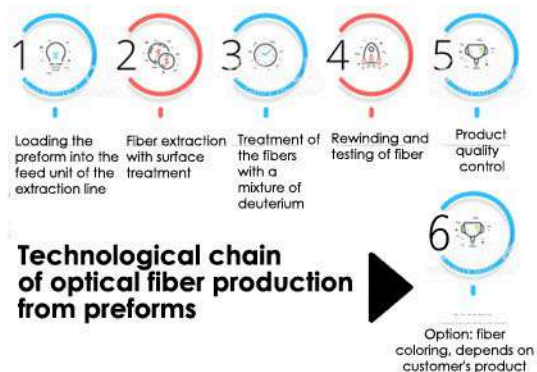 1
2
3
4
5
Loading the
preform into the
feed unit of the
extraction line
Fiber extraction
with surface
treatment
Treatment of
the fibers
with a
mixture of
deuterium
Rewinding and
testing of fiber
Product
quality
control
6
Technological chain
of optical fiber production
from preforms
Option: fiber
coloring, depends on
customer's product